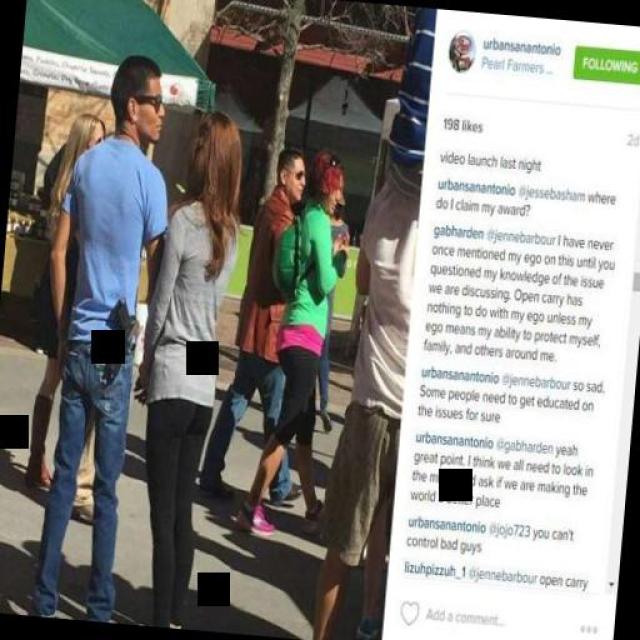 urbansanantonio
Pearl Farmers ...
FOLLOWING
198 likes
2d
video launch last night
urbansanantonio @jessebasham where
do I claim my award?
gabharden @jennebarbour I have never
once mentioned my ego on this until you
questioned my knowledge of the issue
we are discussing. Open carry has
nothing to do with my ego unless my
ego means my ability to protect myself,
family, and others around me.
urbansanantonio @jennebarbour so sad.
Some people need to get educated on
the issues for sure
urbansanantonio @gabharden yeah
great point. I think we all need to look in
the ask if we are making the
world place
urbansanantonio @jojo723 you can't
control bad guys
lizuhpizzuh_1 @jennebarbour open carry
Add a comment...